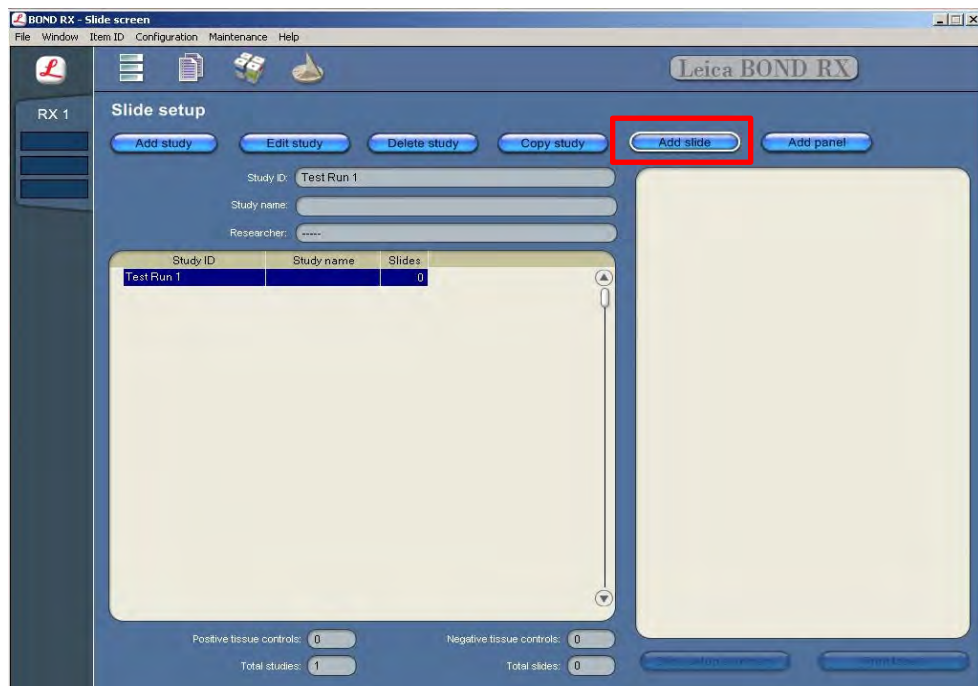 BOND RX - Slide screen
File Window Item ID Configuration Maintenance Help
Leica BOND RX
RX 1
Slide setup
Add study Edit study Delete study Copy study Add slide Add panel
Study ID: Test Run 1
Study name:
Researcher: -----
Study ID Study name Slides
Test Run 1 0
Positive tissue controls: 0 Negative tissue controls: 0
Total studies: 1 Total slides: 0